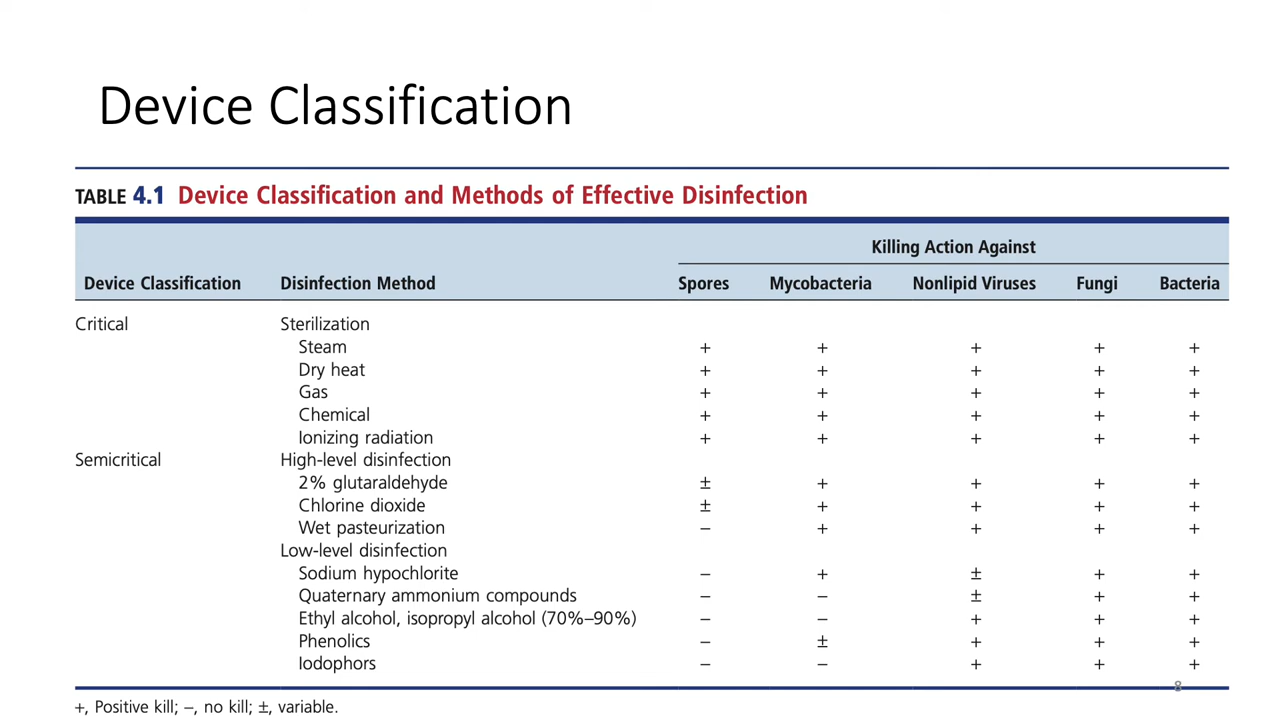 Device Classification
TABLE 4.1 Device Classification and Methods of Effective Disinfection
Killing Action Against
Device Classification Disinfection Method Spores Mycobacteria Nonlipid Viruses Fungi Bacteria
Critical Sterilization
Steam + + + + +
Dry heat + + + + +
Gas + + + + +
Chemical + + + + +
Ionizing radiation + + + + +
Semicritical High-level disinfection
2% glutaraldehyde ± + + + +
Chlorine dioxide ± + + + +
Wet pasteurization – + + + +
Low-level disinfection
Sodium hypochlorite – + ± + +
Quaternary ammonium compounds – – ± + +
Ethyl alcohol, isopropyl alcohol (70%–90%) – – + + +
Phenolics – ± + + +
Iodophors – – + + +
8
+, Positive kill; –, no kill; ±, variable.